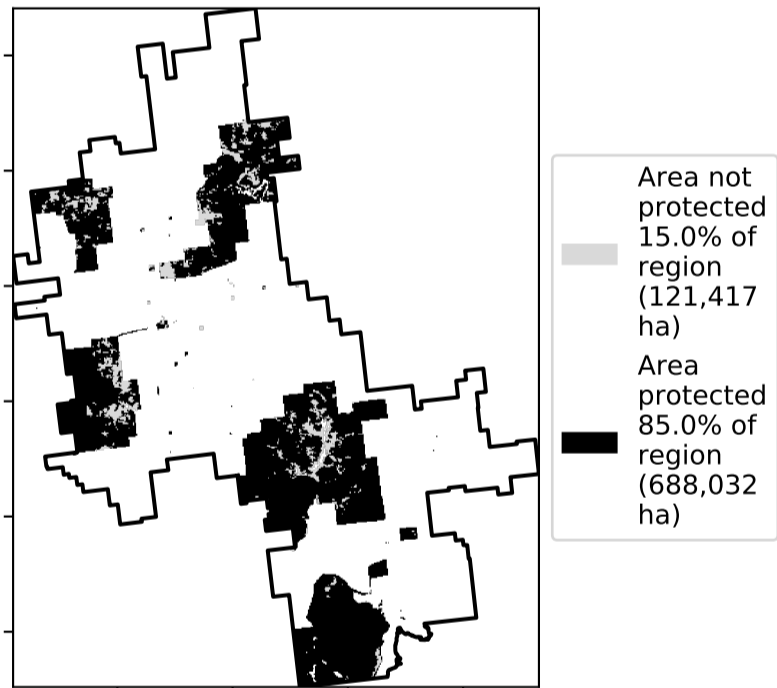 Area not
protected
15.0% of
region
(121,417
ha)
Area
protected
85.0% of
region
(688,032
ha)